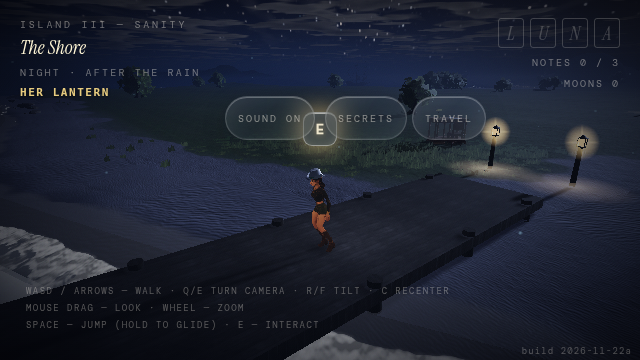 ISLAND III — SANITY
The Shore
NIGHT · AFTER THE RAIN
HER LANTERN
L U N A
NOTES 0 / 3
MOONS 0
SOUND ON
E
SECRETS
TRAVEL
WASD / ARROWS — WALK · Q/E TURN CAMERA · R/F TILT · C RECENTER
MOUSE DRAG — LOOK · WHEEL — ZOOM
SPACE — JUMP (HOLD TO GLIDE) · E — INTERACT
build 2026-11-22a